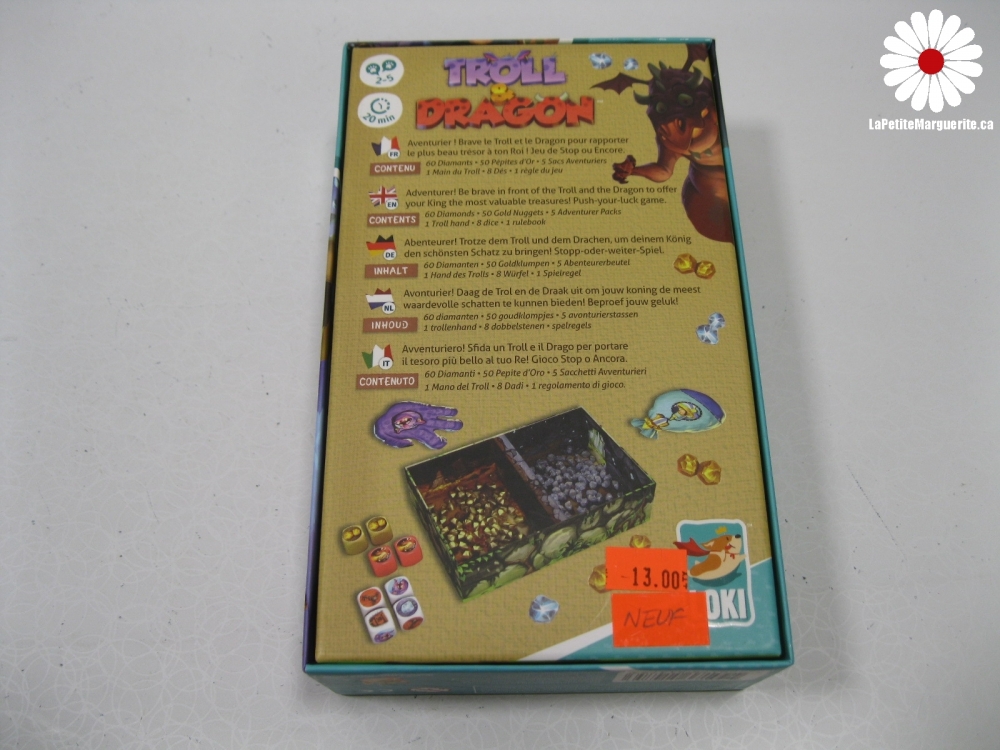 LaPetiteMarguerite.ca
2-5
20 min
TROLL
&
DRAGON
FR
Aventurier ! Brave le Troll et le Dragon pour rapporter
le plus beau trésor à ton Roi ! Jeu de Stop ou Encore.
CONTENU
60 Diamants • 50 Pépites d'Or • 5 Sacs Aventuriers
1 Main du Troll • 8 Dés • 1 règle du jeu
EN
Adventurer! Be brave in front of the Troll and the Dragon to offer
your King the most valuable treasures! Push-your-luck game.
CONTENTS
60 Diamonds • 50 Gold Nuggets • 5 Adventurer Packs
1 Troll hand • 8 dice • 1 rulebook
DE
Abenteurer! Trotze dem Troll und dem Drachen, um deinem König
den schönsten Schatz zu bringen! Stopp-oder-weiter-Spiel.
INHALT
60 Diamanten • 50 Goldklumpen • 5 Abenteurerbeutel
1 Hand des Trolls • 8 Würfel • 1 Spielregel
NL
Avonturier! Daag de Trol en de Draak uit om jouw koning de meest
waardevolle schatten te kunnen bieden! Beproef jouw geluk!
INHOUD
60 diamanten • 50 goudklompjes • 5 avonturierstassen
1 trollenhand • 8 dobbelstenen • spelregels
IT
Avventuriero! Sfida un Troll e il Drago per portare
il tesoro più bello al tuo Re! Gioco Stop o Ancora.
CONTENUTO
60 Diamanti • 50 Pepite d'Oro • 5 Sacchetti Avventurieri
1 Mano del Troll • 8 Dadi • 1 regolamento di gioco.
13.00$
NEUF
OKI